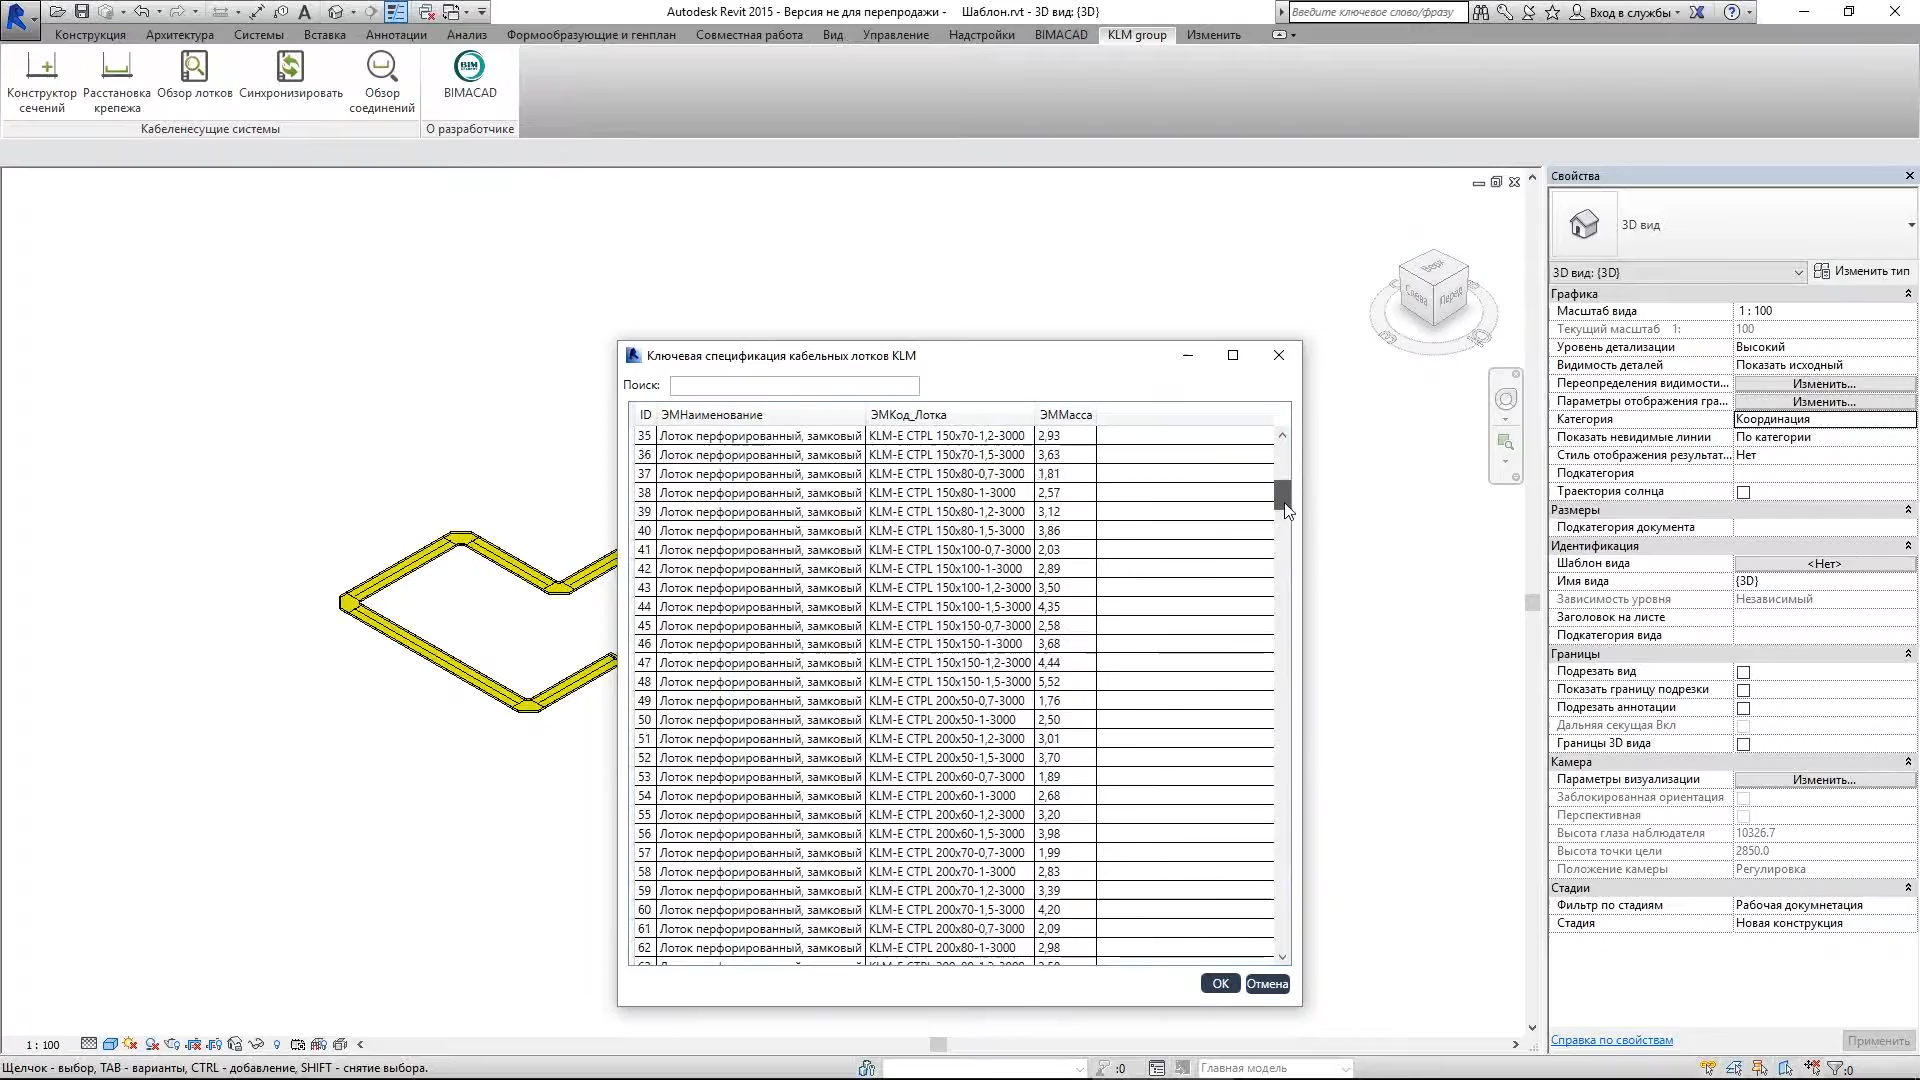 Autodesk Revit 2015 - Версия не для перепродажи - Шаблон.rvt - 3D вид: {3D}
Введите ключевое слово/фразу
Вход в службы
Конструкция Архитектура Системы Вставка Аннотации Анализ Формообразующие и генплан Совместная работа Вид Управление Надстройки BIMACAD KLM group Изменить
Конструктор сечений
Расстановка крепежа
Обзор лотков
Синхронизировать
Обзор соединений
BIMACAD
Кабеленесущие системы
О разработчике
Верх
Слева
Перед
Ключевая спецификация кабельных лотков KLM
Поиск:
ID ЭМНаименование ЭМКод_Лотка ЭММасса
35 Лоток перфорированный, замковый KLM-E CTPL 150x70-1,2-3000 2,93
36 Лоток перфорированный, замковый KLM-E CTPL 150x70-1,5-3000 3,63
37 Лоток перфорированный, замковый KLM-E CTPL 150x80-0,7-3000 1,81
38 Лоток перфорированный, замковый KLM-E CTPL 150x80-1-3000 2,57
39 Лоток перфорированный, замковый KLM-E CTPL 150x80-1,2-3000 3,12
40 Лоток перфорированный, замковый KLM-E CTPL 150x80-1,5-3000 3,86
41 Лоток перфорированный, замковый KLM-E CTPL 150x100-0,7-3000 2,03
42 Лоток перфорированный, замковый KLM-E CTPL 150x100-1-3000 2,89
43 Лоток перфорированный, замковый KLM-E CTPL 150x100-1,2-3000 3,50
44 Лоток перфорированный, замковый KLM-E CTPL 150x100-1,5-3000 4,35
45 Лоток перфорированный, замковый KLM-E CTPL 150x150-0,7-3000 2,58
46 Лоток перфорированный, замковый KLM-E CTPL 150x150-1-3000 3,68
47 Лоток перфорированный, замковый KLM-E CTPL 150x150-1,2-3000 4,44
48 Лоток перфорированный, замковый KLM-E CTPL 150x150-1,5-3000 5,52
49 Лоток перфорированный, замковый KLM-E CTPL 200x50-0,7-3000 1,76
50 Лоток перфорированный, замковый KLM-E CTPL 200x50-1-3000 2,50
51 Лоток перфорированный, замковый KLM-E CTPL 200x50-1,2-3000 3,01
52 Лоток перфорированный, замковый KLM-E CTPL 200x50-1,5-3000 3,70
53 Лоток перфорированный, замковый KLM-E CTPL 200x60-0,7-3000 1,89
54 Лоток перфорированный, замковый KLM-E CTPL 200x60-1-3000 2,68
55 Лоток перфорированный, замковый KLM-E CTPL 200x60-1,2-3000 3,20
56 Лоток перфорированный, замковый KLM-E CTPL 200x60-1,5-3000 3,98
57 Лоток перфорированный, замковый KLM-E CTPL 200x70-0,7-3000 1,99
58 Лоток перфорированный, замковый KLM-E CTPL 200x70-1-3000 2,83
59 Лоток перфорированный, замковый KLM-E CTPL 200x70-1,2-3000 3,39
60 Лоток перфорированный, замковый KLM-E CTPL 200x70-1,5-3000 4,20
61 Лоток перфорированный, замковый KLM-E CTPL 200x80-0,7-3000 2,09
62 Лоток перфорированный, замковый KLM-E CTPL 200x80-1-3000 2,98
OK Отмена
Свойства
3D вид
3D вид: {3D} Изменить тип
Графика
Масштаб вида 1 : 100
Текущий масштаб 1: 100
Уровень детализации Высокий
Видимость деталей Показать исходный
Переопределения видимости... Изменить...
Параметры отображения гра... Изменить...
Категория Координация
Показать невидимые линии По категории
Стиль отображения результат... Нет
Подкатегория
Траектория солнца
Размеры
Подкатегория документа
Идентификация
Шаблон вида <Нет>
Имя вида {3D}
Зависимость уровня Независимый
Заголовок на листе
Подкатегория вида
Границы
Подрезать вид
Показать границу подрезки
Подрезать аннотации
Дальняя секущая Вкл
Границы 3D вида
Камера
Параметры визуализации Изменить...
Заблокированная ориентация
Перспективная
Высота глаза наблюдателя 10326.7
Высота точки цели 2850.0
Положение камеры Регулировка
Стадии
Фильтр по стадиям Рабочая докумнетация
Стадия Новая конструкция
Справка по свойствам Применить
1 : 100
Щелчок - выбор, TAB - варианты, CTRL - добавление, SHIFT - снятие выбора.
:0
Главная модель
:0